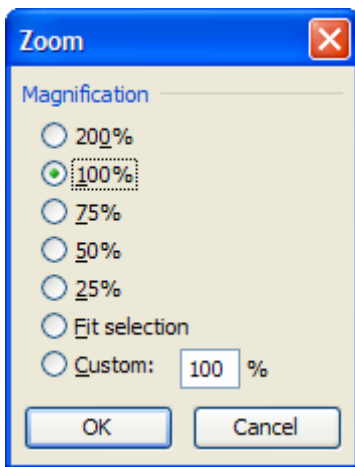 Zoom
Magnification
200%
100%
75%
50%
25%
Fit selection
Custom: 100 %
OK Cancel